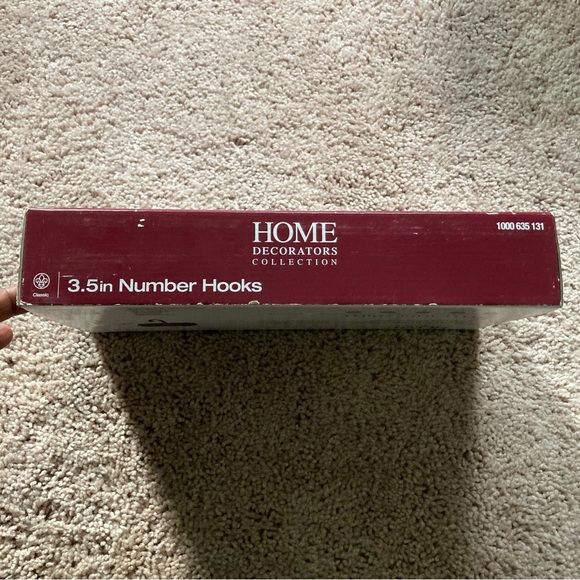 HOME
DECORATORS
COLLECTION
1000 635 131
Classic
3.5in Number Hooks